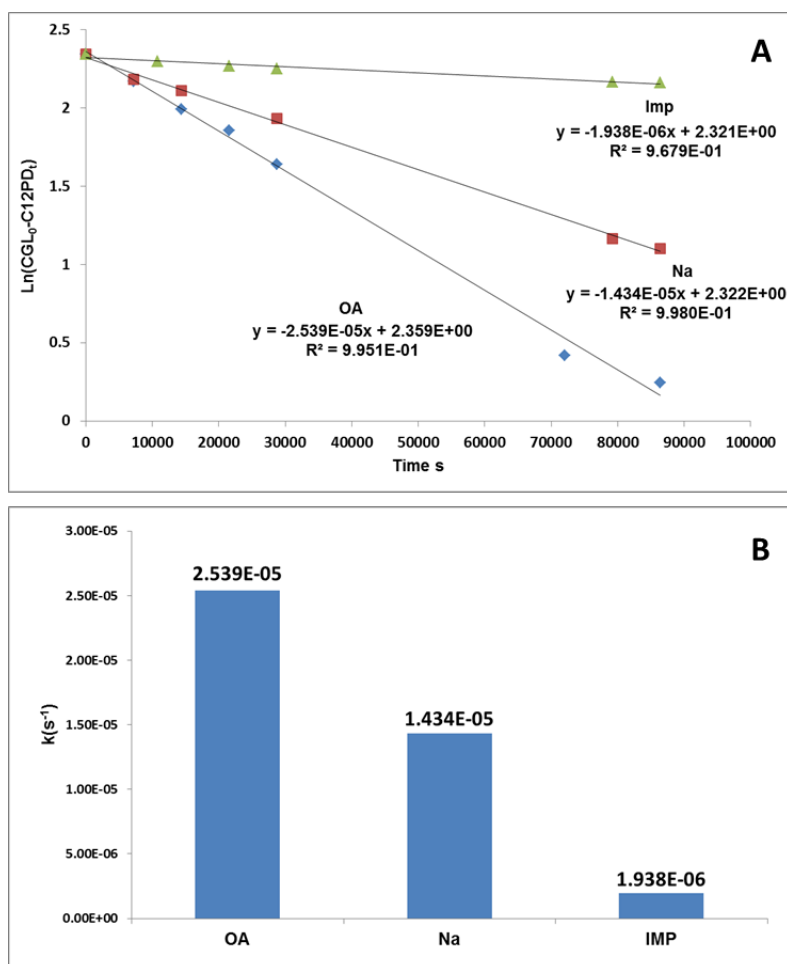 A
2.5
2
1.5
1
0.5
0
Ln(CGL₀-C12PDₜ)
Imp
y = -1.938E-06x + 2.321E+00
R² = 9.679E-01
Na
y = -1.434E-05x + 2.322E+00
R² = 9.980E-01
OA
y = -2.539E-05x + 2.359E+00
R² = 9.951E-01
0 10000 20000 30000 40000 50000 60000 70000 80000 90000 100000
Time s
B
3.00E-05
2.50E-05
2.00E-05
1.50E-05
1.00E-05
5.00E-06
0.00E+00
k(s⁻¹)
2.539E-05
1.434E-05
1.938E-06
OA Na IMP